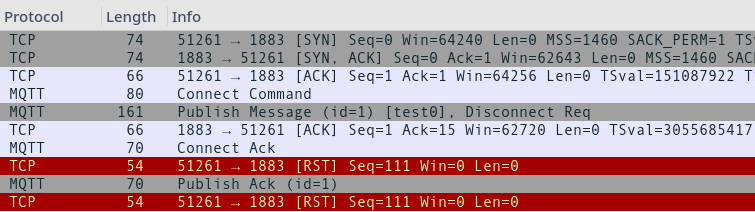 Protocol Length Info
TCP 74 51261 → 1883 [SYN] Seq=0 Win=64240 Len=0 MSS=1460 SACK_PERM=1
TCP 74 1883 → 51261 [SYN, ACK] Seq=0 Ack=1 Win=62643 Len=0 MSS=1460
TCP 66 51261 → 1883 [ACK] Seq=1 Ack=1 Win=64256 Len=0 TSval=151087922
MQTT 80 Connect Command
MQTT 161 Publish Message (id=1) [test0], Disconnect Req
TCP 66 1883 → 51261 [ACK] Seq=1 Ack=15 Win=62720 Len=0 TSval=3055685417
MQTT 70 Connect Ack
TCP 54 51261 → 1883 [RST] Seq=111 Win=0 Len=0
MQTT 70 Publish Ack (id=1)
TCP 54 51261 → 1883 [RST] Seq=111 Win=0 Len=0